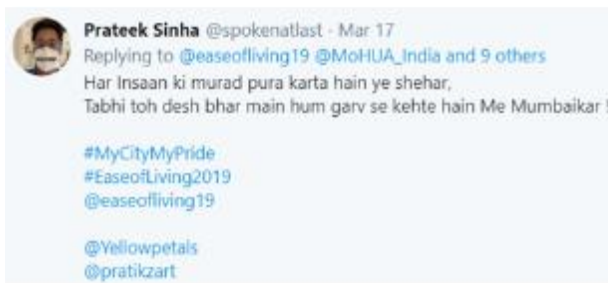 Prateek Sinha @spokenatlast · Mar 17
Replying to @easeofliving19 @MoHUA_India and 9 others
Har Insaan ki murad pura karta hain ye shehar,
Tabhi toh desh bhar main hum garv se kehte hain Me Mumbaikar !
#MyCityMyPride
#EaseofLiving2019
@easeofliving19
@Yellowpetals
@pratikzart